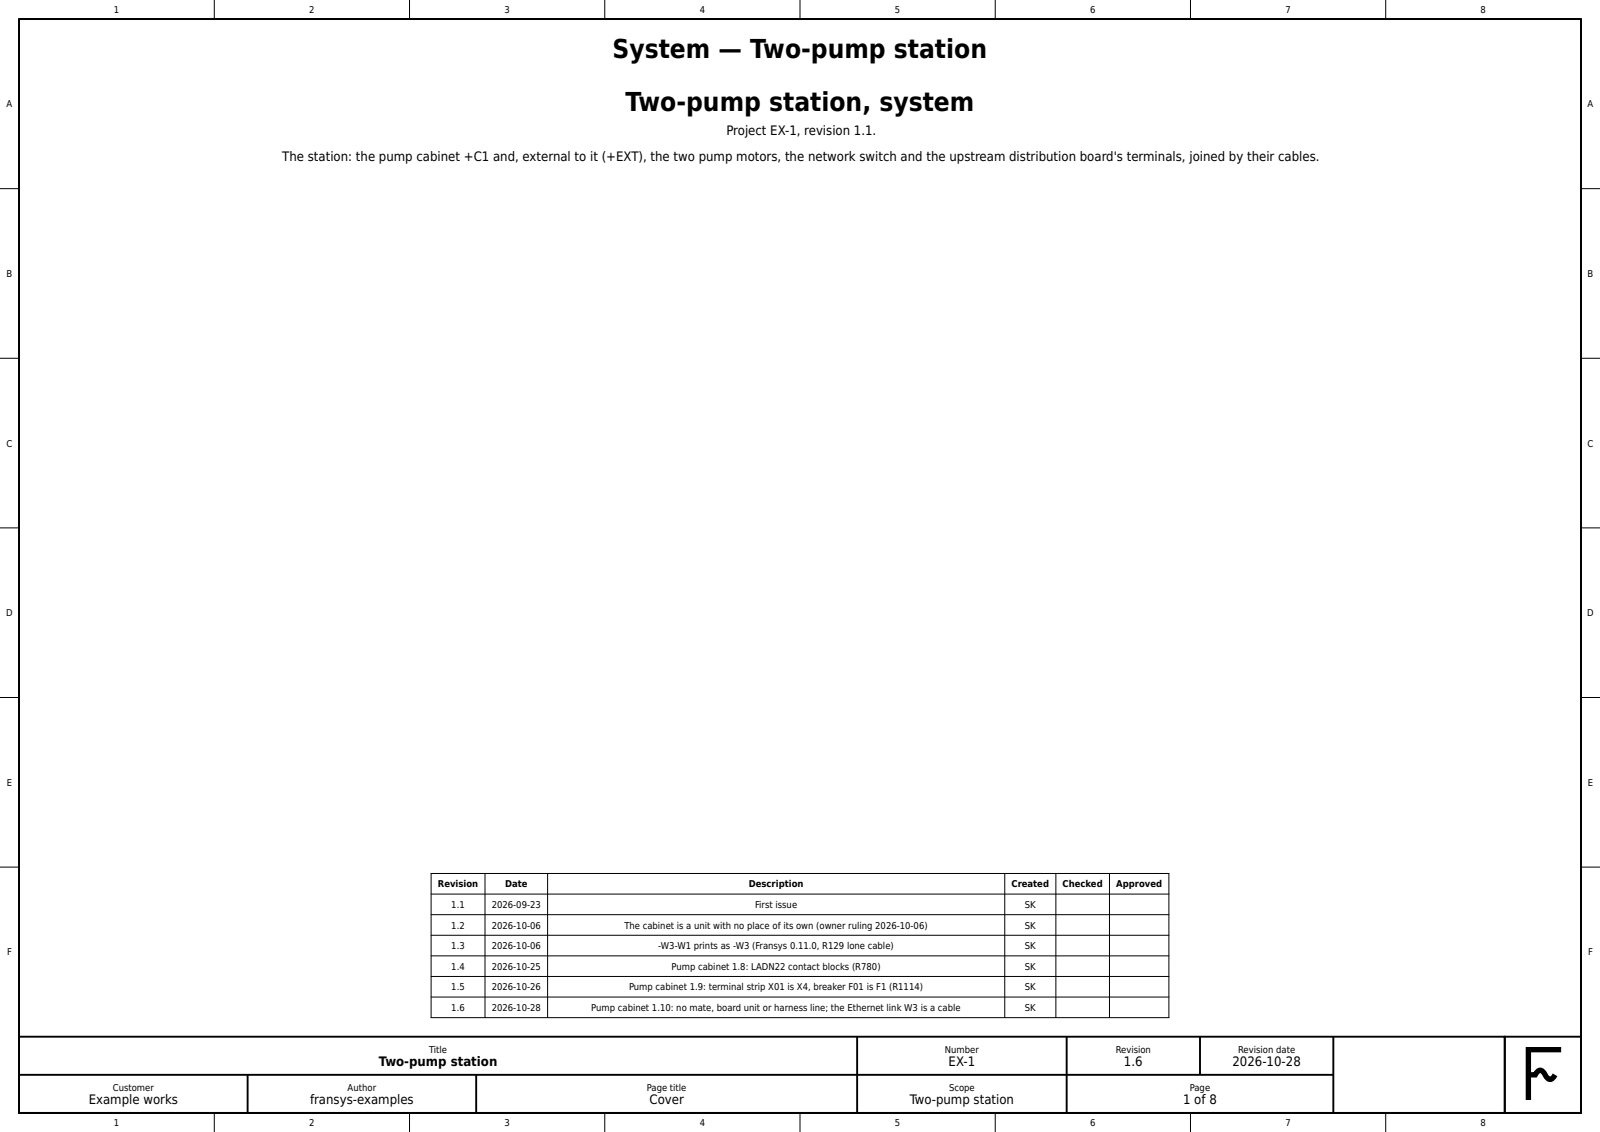 1 2 3 4 5 6 7 8
System — Two-pump station
Two-pump station, system
A A
Project EX-1, revision 1.1.
The station: the pump cabinet +C1 and, external to it (+EXT), the two pump motors, the network switch and the upstream distribution board's terminals, joined by their cables.
B B
C C
D D
E E
Revision Date Description Created Checked Approved
1.1 2026-09-23 First issue SK
1.2 2026-10-06 The cabinet is a unit with no place of its own (owner ruling 2026-10-06) SK
1.3 2026-10-06 -W3-W1 prints as -W3 (Fransys 0.11.0, R129 lone cable) SK
F F
1.4 2026-10-25 Pump cabinet 1.8: LADN22 contact blocks (R780) SK
1.5 2026-10-26 Pump cabinet 1.9: terminal strip X01 is X4, breaker F01 is F1 (R1114) SK
1.6 2026-10-28 Pump cabinet 1.10: no mate, board unit or harness line; the Ethernet link W3 is a cable SK
Title Number Revision Revision date
Two-pump station EX-1 1.6 2026-10-28
Customer Author Page title Scope Page
Example works fransys-examples Cover Two-pump station 1 of 8
1 2 3 4 5 6 7 8